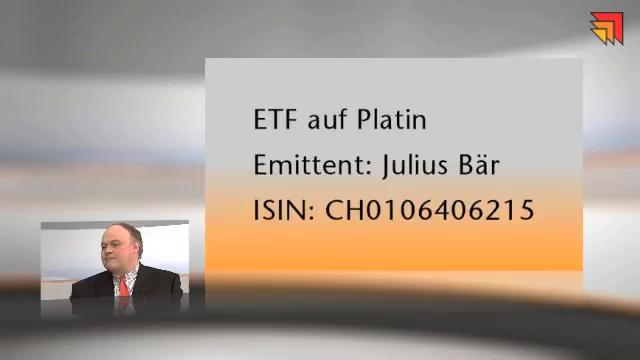 ETF auf Platin
Emittent: Julius Bär
ISIN: CH0106406215